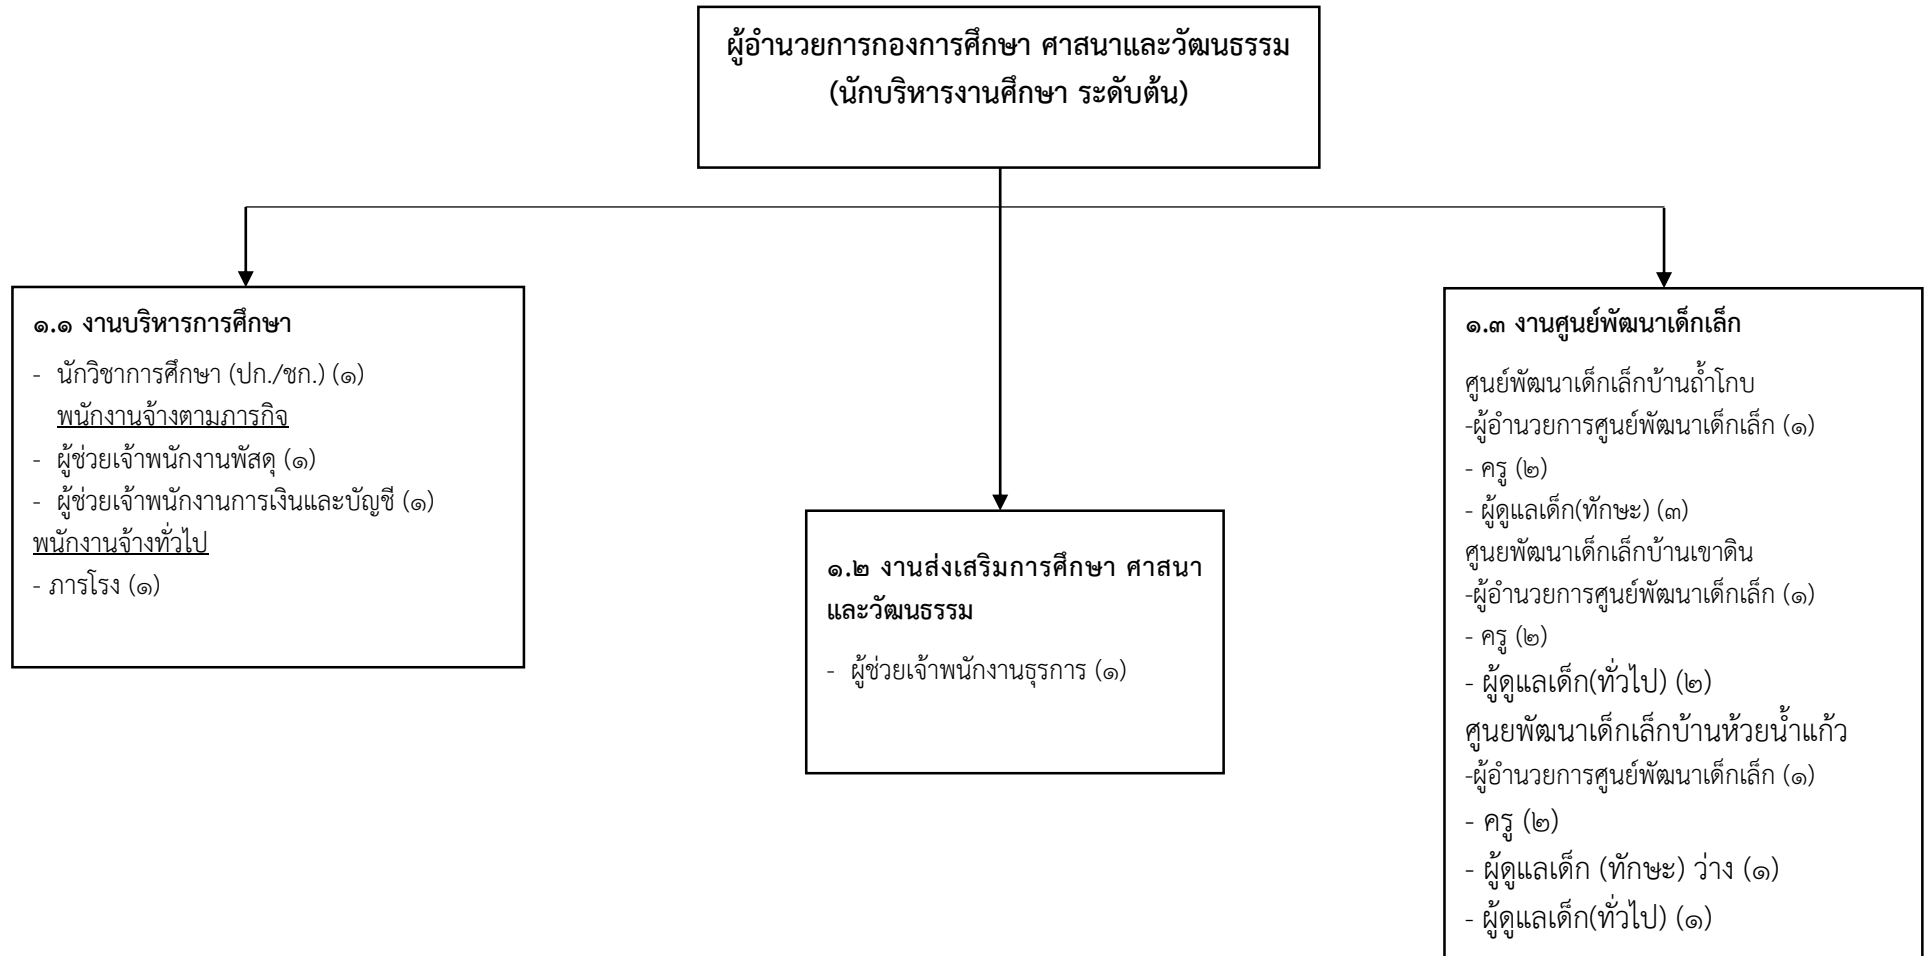 ผู้อำนวยการกองการศึกษา ศาสนาและวัฒนธรรม
(นักบริหารงานศึกษา ระดับต้น)
๑.๑ งานบริหารการศึกษา
- นักวิชาการศึกษา (ปก./ชก.) (๑)
พนักงานจ้างตามภารกิจ
- ผู้ช่วยเจ้าพนักงานพัสดุ (๑)
- ผู้ช่วยเจ้าพนักงานการเงินและบัญชี (๑)
พนักงานจ้างทั่วไป
- ภารโรง (๑)
๑.๒ งานส่งเสริมการศึกษา ศาสนา
และวัฒนธรรม
- ผู้ช่วยเจ้าพนักงานธุรการ (๑)
๑.๓ งานศูนย์พัฒนาเด็กเล็ก
ศูนย์พัฒนาเด็กเล็กบ้านถ้ำโกบ
-ผู้อำนวยการศูนย์พัฒนาเด็กเล็ก (๑)
- ครู (๒)
- ผู้ดูแลเด็ก(ทักษะ) (๓)
ศูนยพัฒนาเด็กเล็กบ้านเขาดิน
-ผู้อำนวยการศูนย์พัฒนาเด็กเล็ก (๑)
- ครู (๒)
- ผู้ดูแลเด็ก(ทั่วไป) (๒)
ศูนยพัฒนาเด็กเล็กบ้านห้วยน้ำแก้ว
-ผู้อำนวยการศูนย์พัฒนาเด็กเล็ก (๑)
- ครู (๒)
- ผู้ดูแลเด็ก (ทักษะ) ว่าง (๑)
- ผู้ดูแลเด็ก(ทั่วไป) (๑)